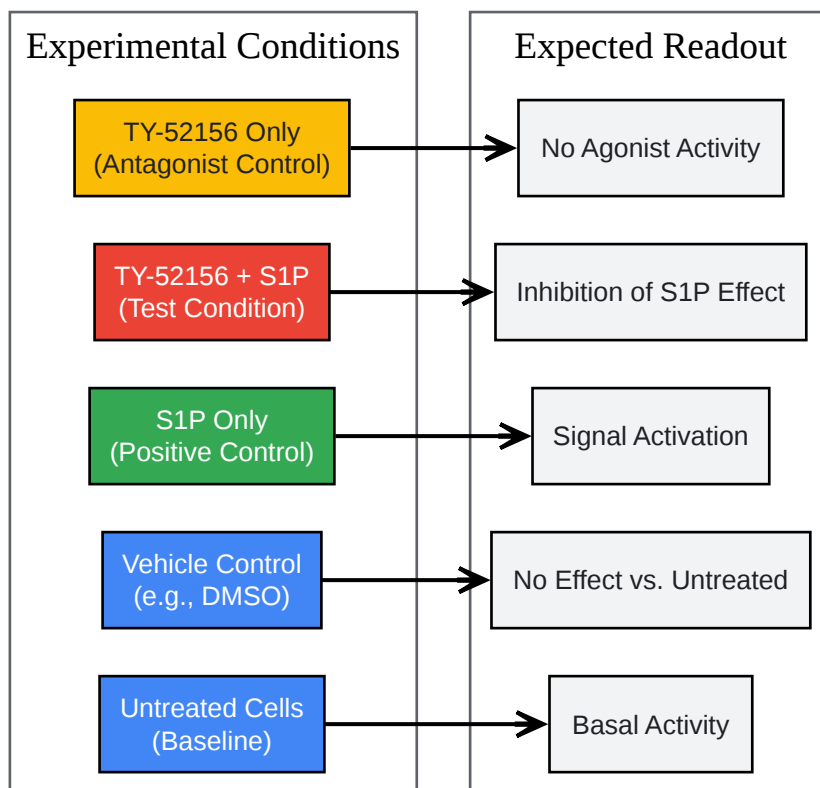 Experimental Conditions
Expected Readout
TY-52156 Only
(Antagonist Control)
No Agonist Activity
TY-52156 + S1P
(Test Condition)
Inhibition of S1P Effect
S1P Only
(Positive Control)
Signal Activation
Vehicle Control
(e.g., DMSO)
No Effect vs. Untreated
Untreated Cells
(Baseline)
Basal Activity